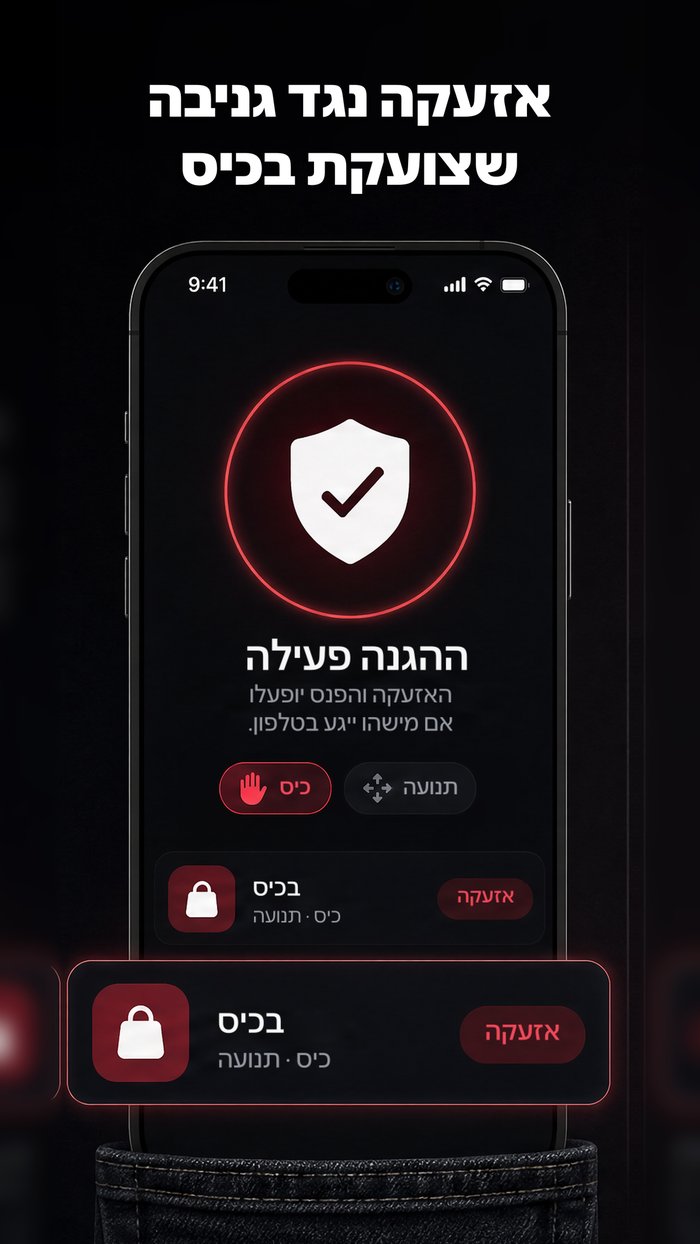 אזעקה נגד גניבה
שצועקת בכיס
9:41
ההגנה פעילה
האזעקה והפנס יופעלו
אם מישהו ייגע בטלפון.
כיס
תנועה
בכיס
כיס · תנועה
אזעקה
בכיס
כיס · תנועה
אזעקה